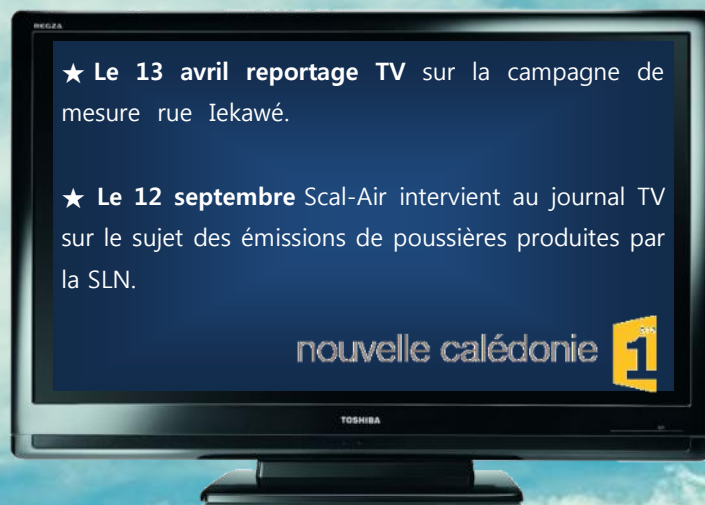 REGZA
★ Le 13 avril reportage TV sur la campagne de
mesure rue Iekawé.
★ Le 12 septembre Scal-Air intervient au journal TV
sur le sujet des émissions de poussières produites par
la SLN.
nouvelle calédonie 1
TOSHIBA